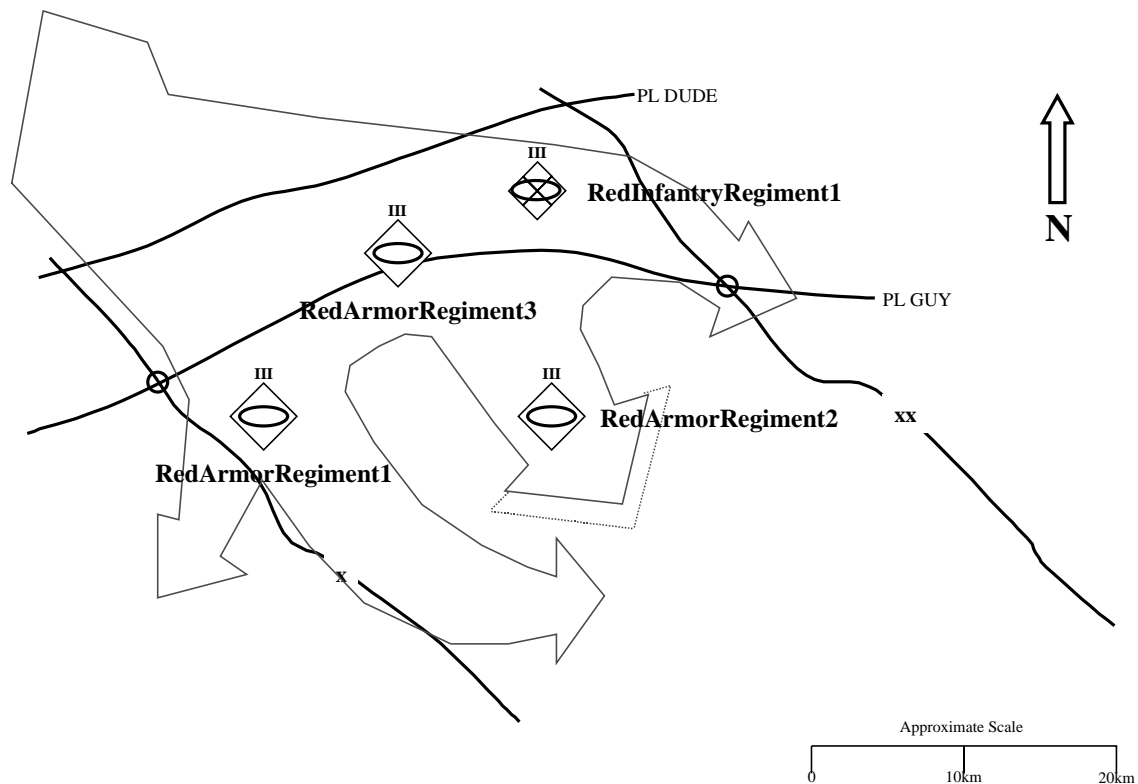 PL DUDE
III
RedInfantryRegiment1
III
RedArmorRegiment3
N
PL GUY
III
RedArmorRegiment1
III
RedArmorRegiment2
xx
x
Approximate Scale
0 10km 20km